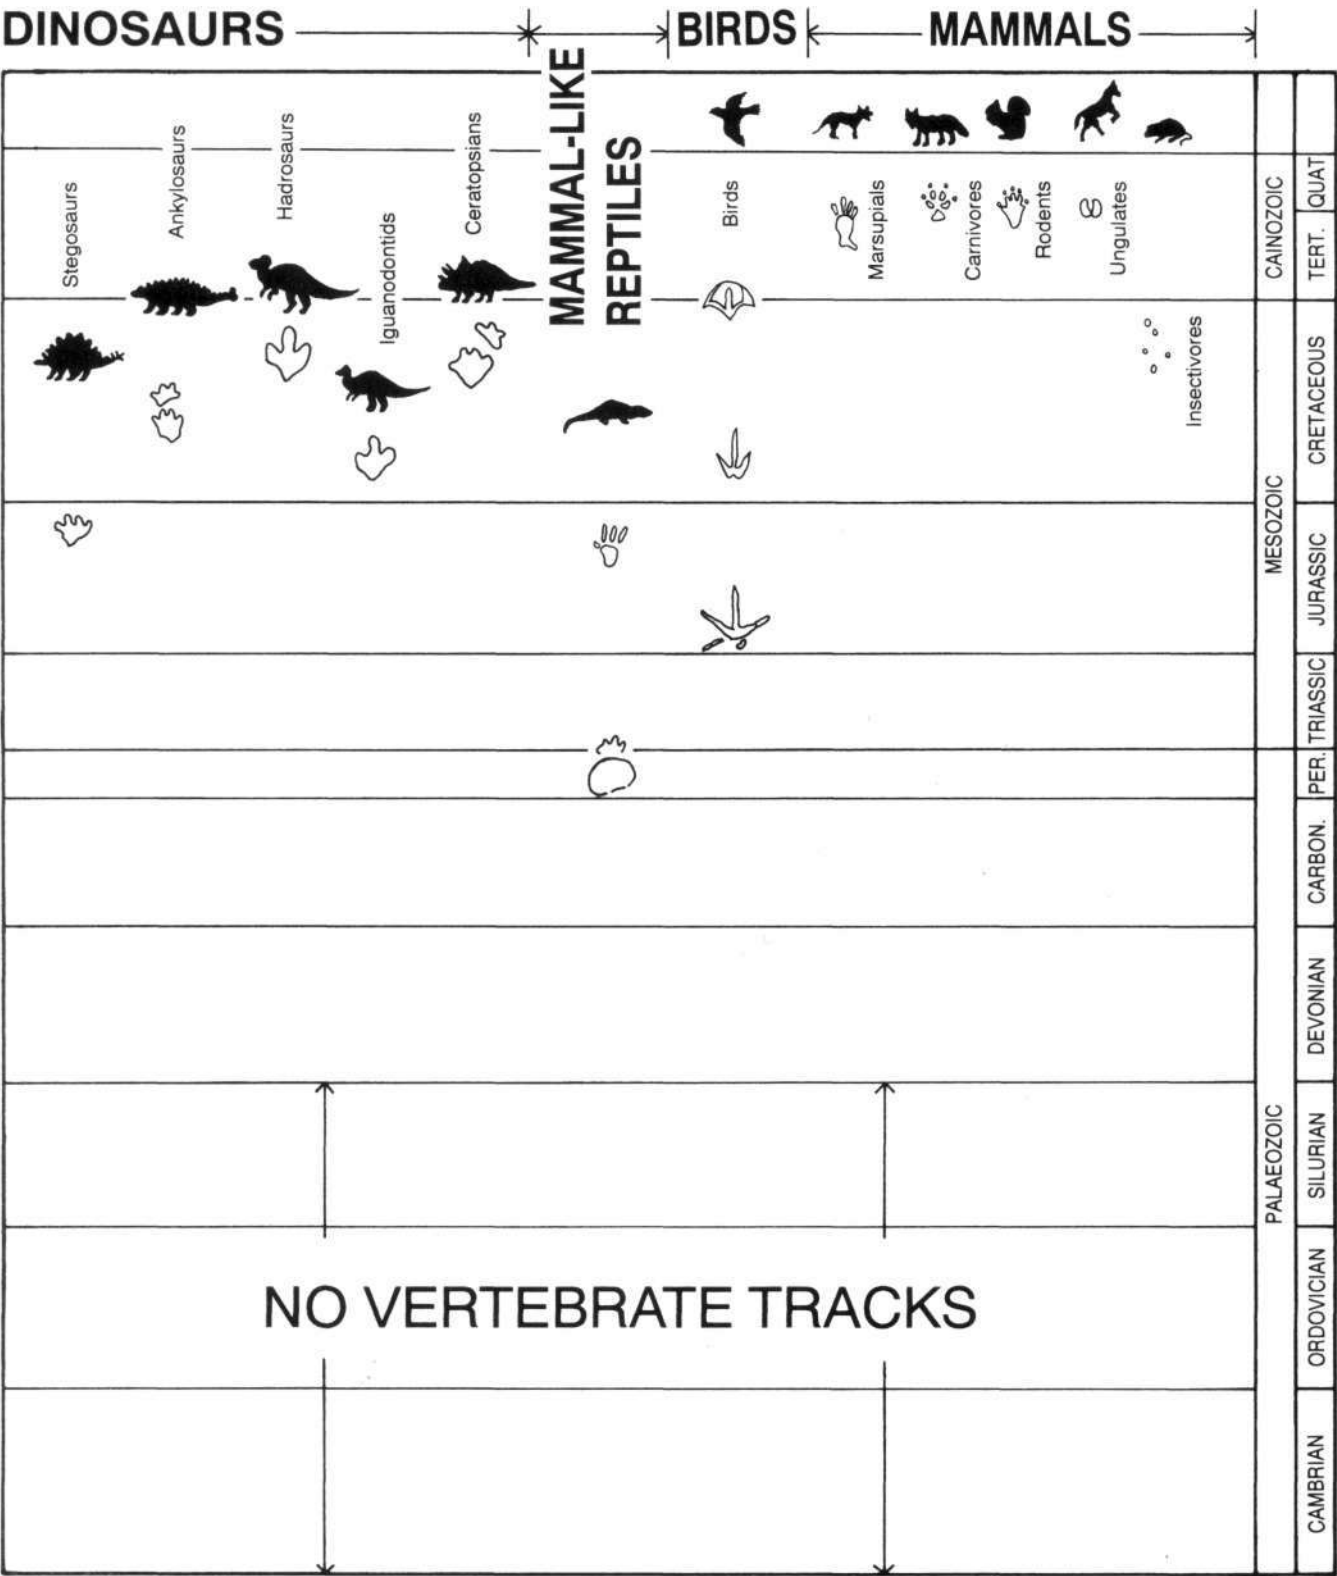 DINOSAURS
BIRDS
MAMMALS
MAMMAL-LIKE
REPTILES
Stegosaurs
Ankylosaurs
Hadrosaurs
Iguanodontids
Ceratopsians
Birds
Marsupials
Carnivores
Rodents
Ungulates
Insectivores
CAINOZOIC
QUAT
TERT.
MESOZOIC
CRETACEOUS
JURASSIC
TRIASSIC
PALAEOZOIC
PER.
CARBON.
DEVONIAN
SILURIAN
ORDOVICIAN
CAMBRIAN
NO VERTEBRATE TRACKS